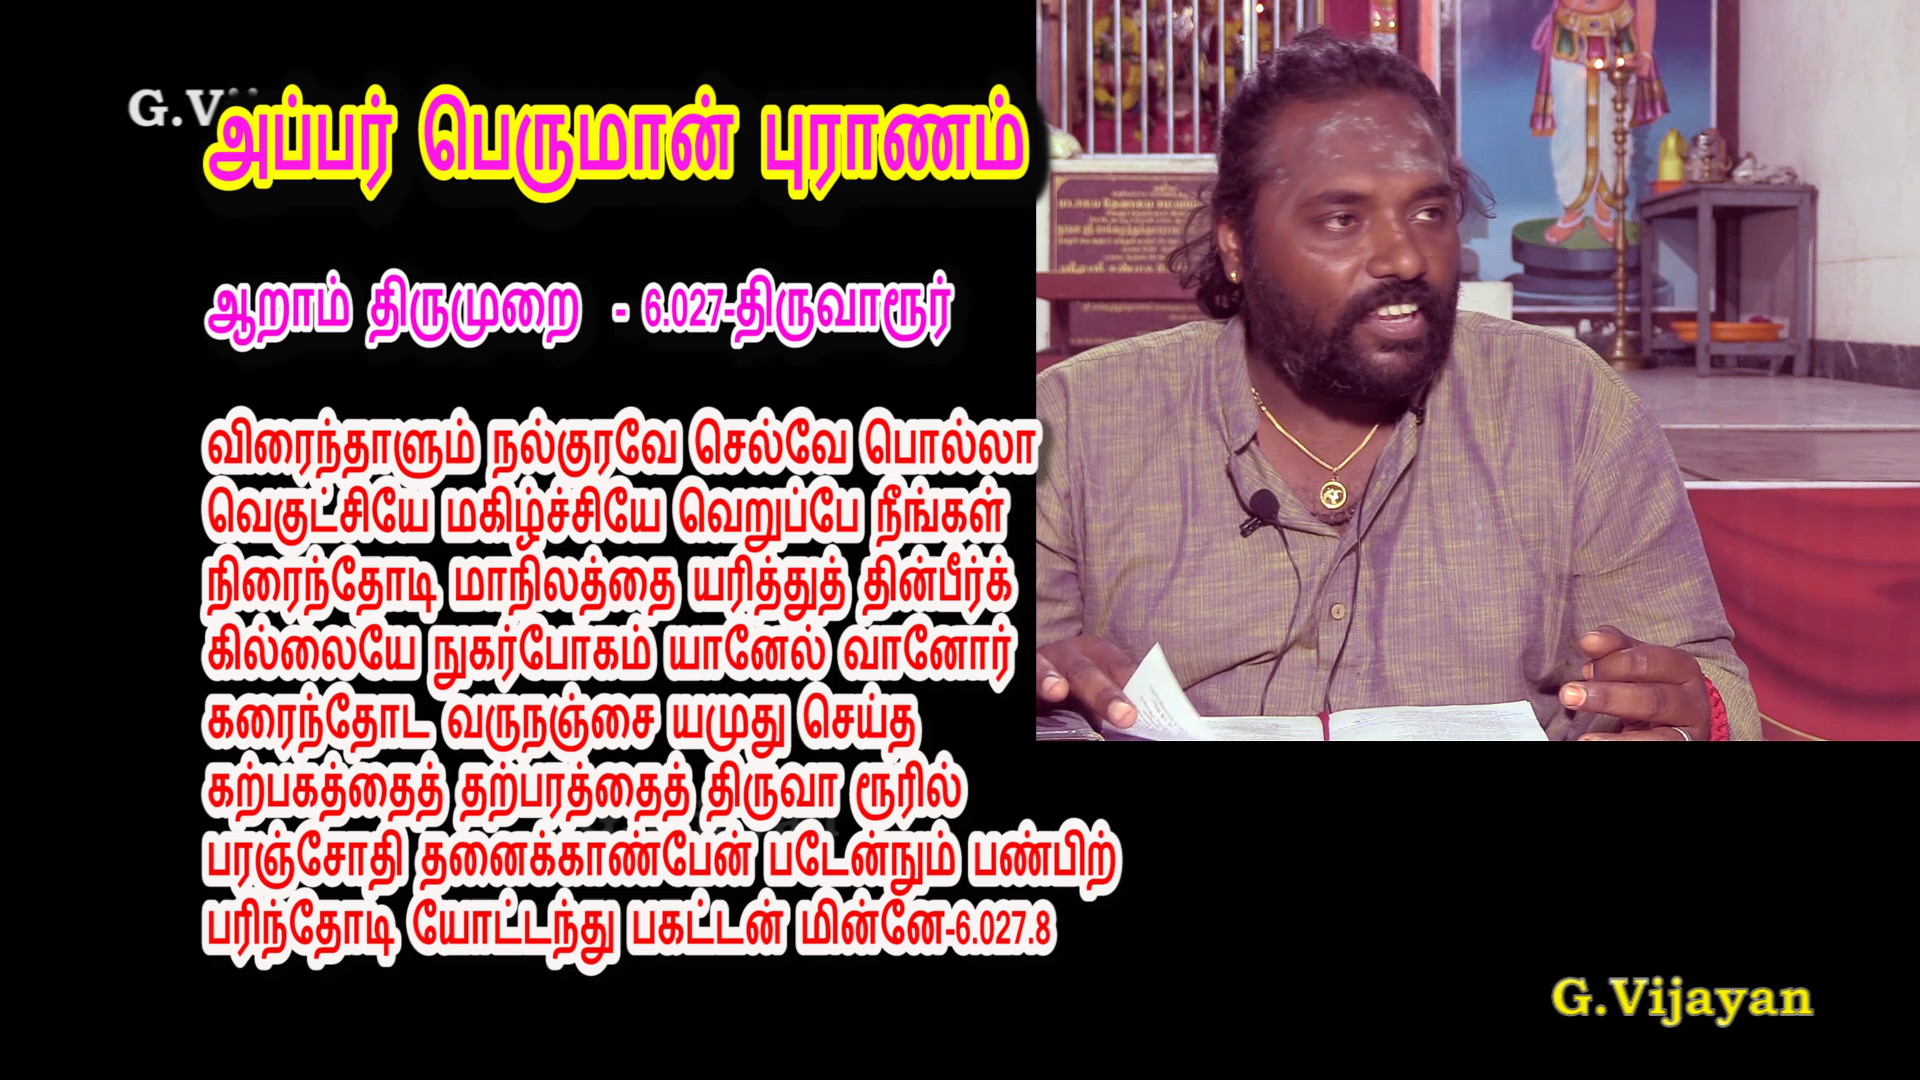 G.V
அப்பர் பெருமான் புராணம்
ஆறாம் திருமுறை - 6.027-திருவாரூர்
விரைந்தாளும் நல்குரவே செல்வே பொல்லா
வெகுட்சியே மகிழ்ச்சியே வெறுப்பே நீங்கள்
நிரைந்தோடி மாநிலத்தை யரித்துத் தின்பீர்க்
கில்லையே நுகர்போகம் யானேல் வானோர்
கரைந்தோட வருநஞ்சை யமுது செய்த
கற்பகத்தைத் தற்பரத்தைத் திருவா ரூரில்
பரஞ்சோதி தனைக்காண்பேன் படேன்நும் பண்பிற்
பரிந்தோடி யோட்டந்து பகட்டன் மின்னே-6.027.8
G.Vijayan